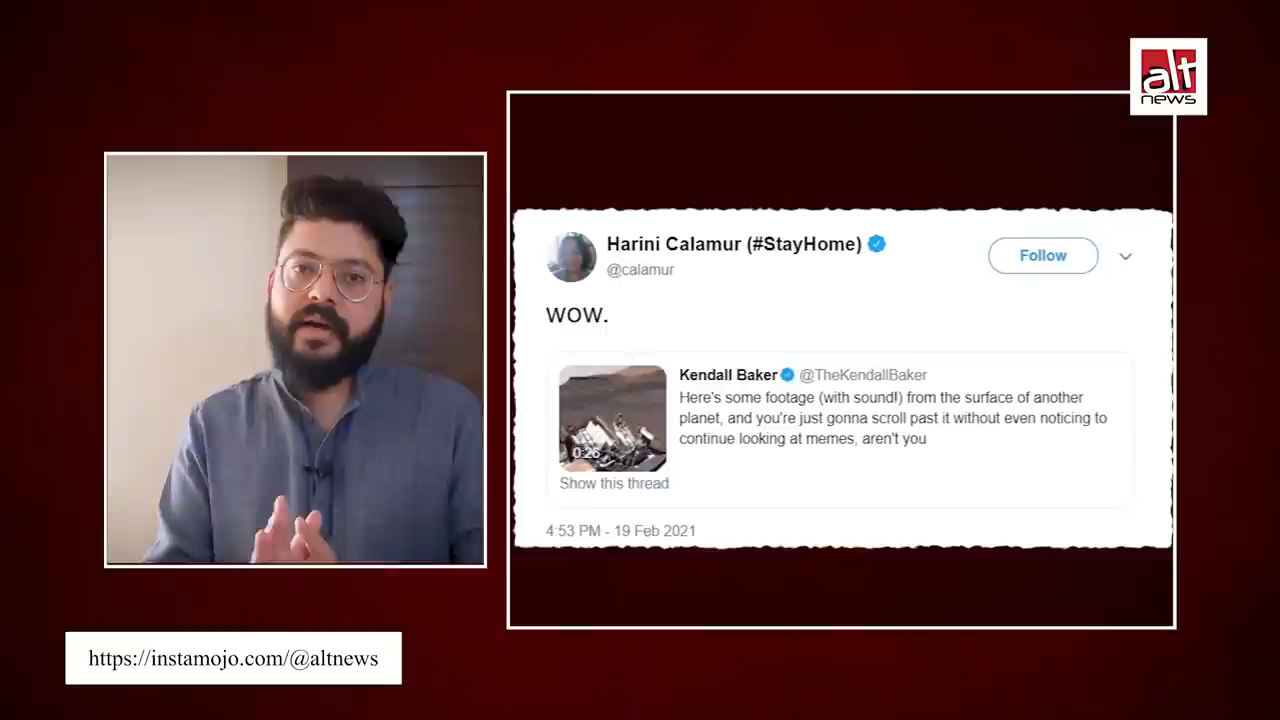 alt
news
Harini Calamur (#StayHome)
@calamur
Follow
wow.
Kendall Baker @TheKendallBaker
Here's some footage (with sound!) from the surface of another
planet, and you're just gonna scroll past it without even noticing to
continue looking at memes, aren't you
0:26
Show this thread
4:53 PM - 19 Feb 2021
https://instamojo.com/@altnews